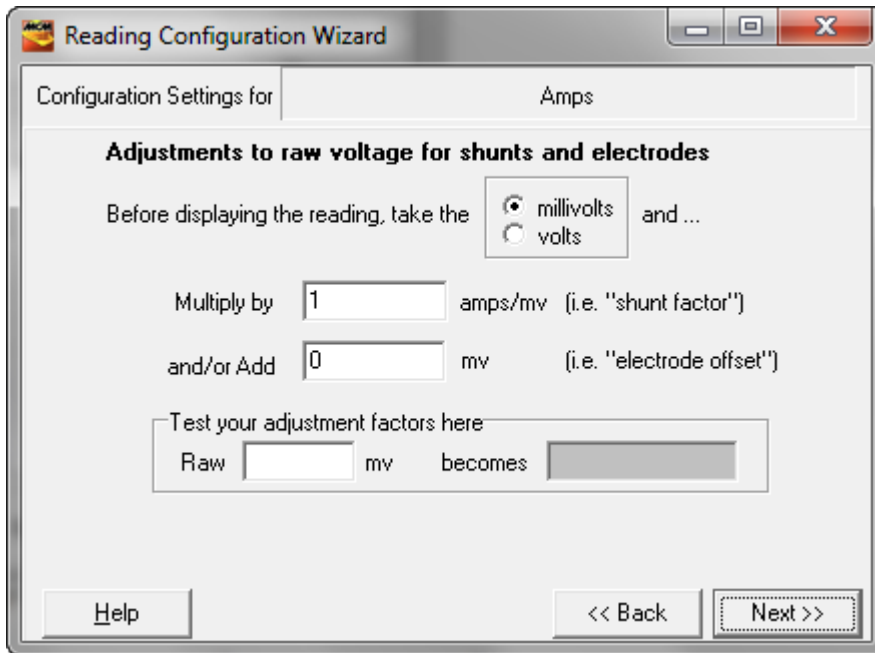 MCM
Reading Configuration Wizard
Configuration Settings for Amps
Adjustments to raw voltage for shunts and electrodes
Before displaying the reading, take the millivolts and ...
volts
Multiply by 1 amps/mv (i.e. "shunt factor")
and/or Add 0 mv (i.e. "electrode offset")
Test your adjustment factors here
Raw mv becomes
Help << Back Next >>